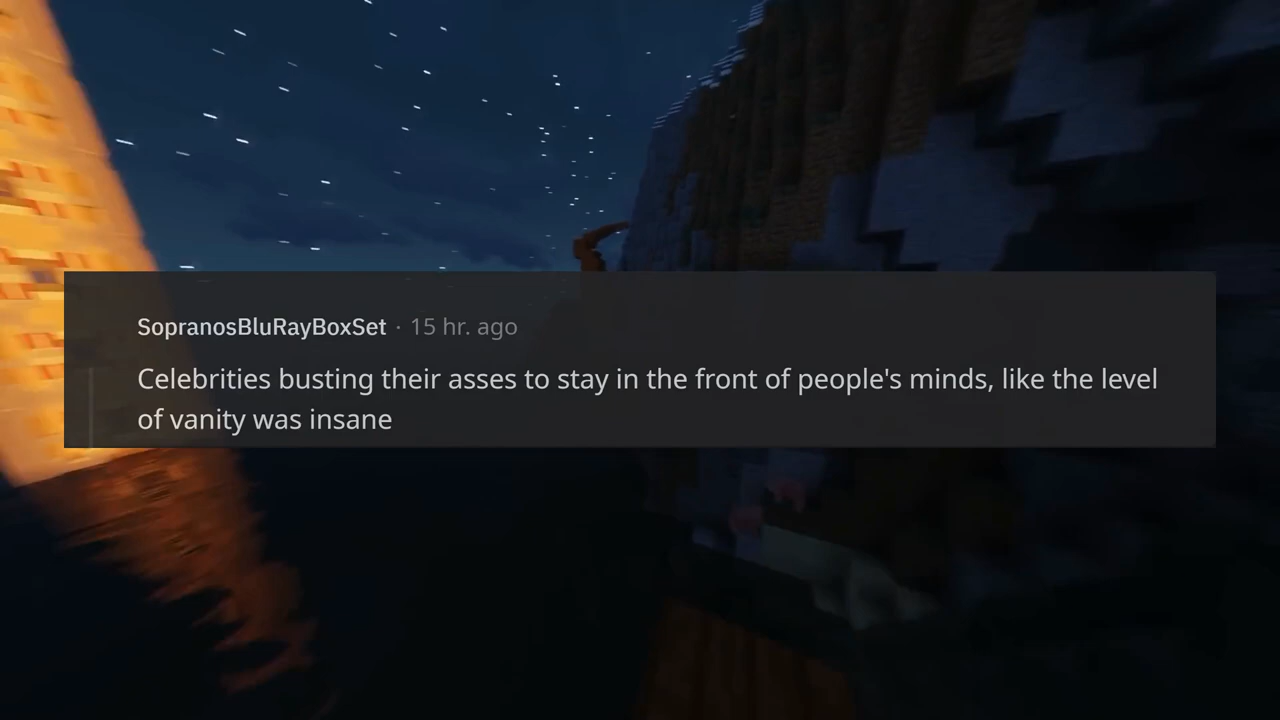 SopranosBluRayBoxSet · 15 hr. ago
Celebrities busting their asses to stay in the front of people's minds, like the level
of vanity was insane